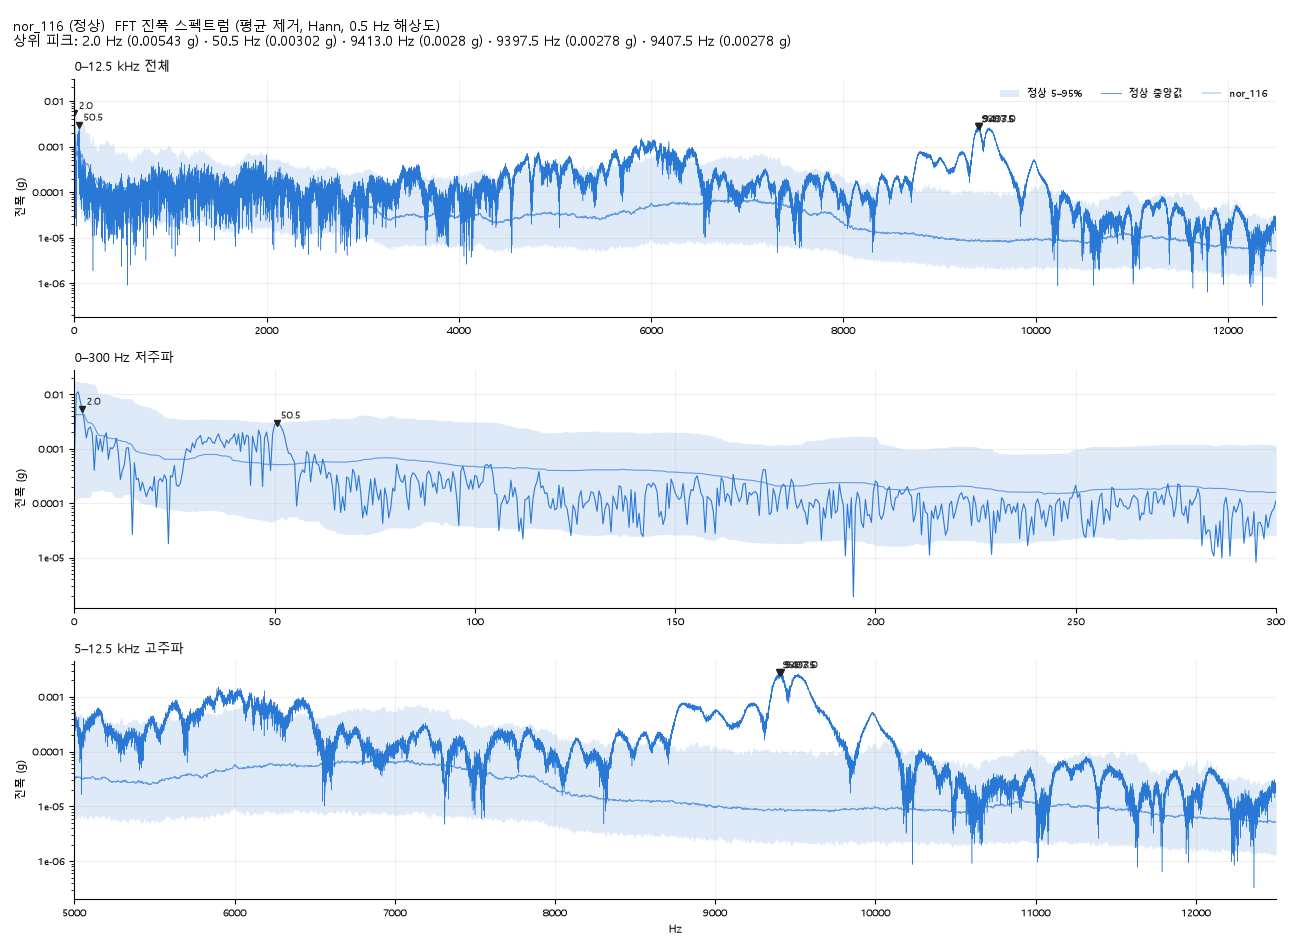 nor_116 (정상) FFT 진폭 스펙트럼 (평균 제거, Hann, 0.5 Hz 해상도)
상위 피크: 2.0 Hz (0.00543 g) · 50.5 Hz (0.00302 g) · 9413.0 Hz (0.0028 g) · 9397.5 Hz (0.00278 g) · 9407.5 Hz (0.00278 g)
0–12.5 kHz 전체
정상 5–95% 정상 중앙값 nor_116
2.0
50.5
진폭 (g)
0.01
0.001
0.0001
1e-05
1e-06
0 2000 4000 6000 8000 10000 12000
0–300 Hz 저주파
2.0
50.5
진폭 (g)
0.01
0.001
0.0001
1e-05
0 50 100 150 200 250 300
5–12.5 kHz 고주파
진폭 (g)
0.001
0.0001
1e-05
1e-06
5000 6000 7000 8000 9000 10000 11000 12000
Hz